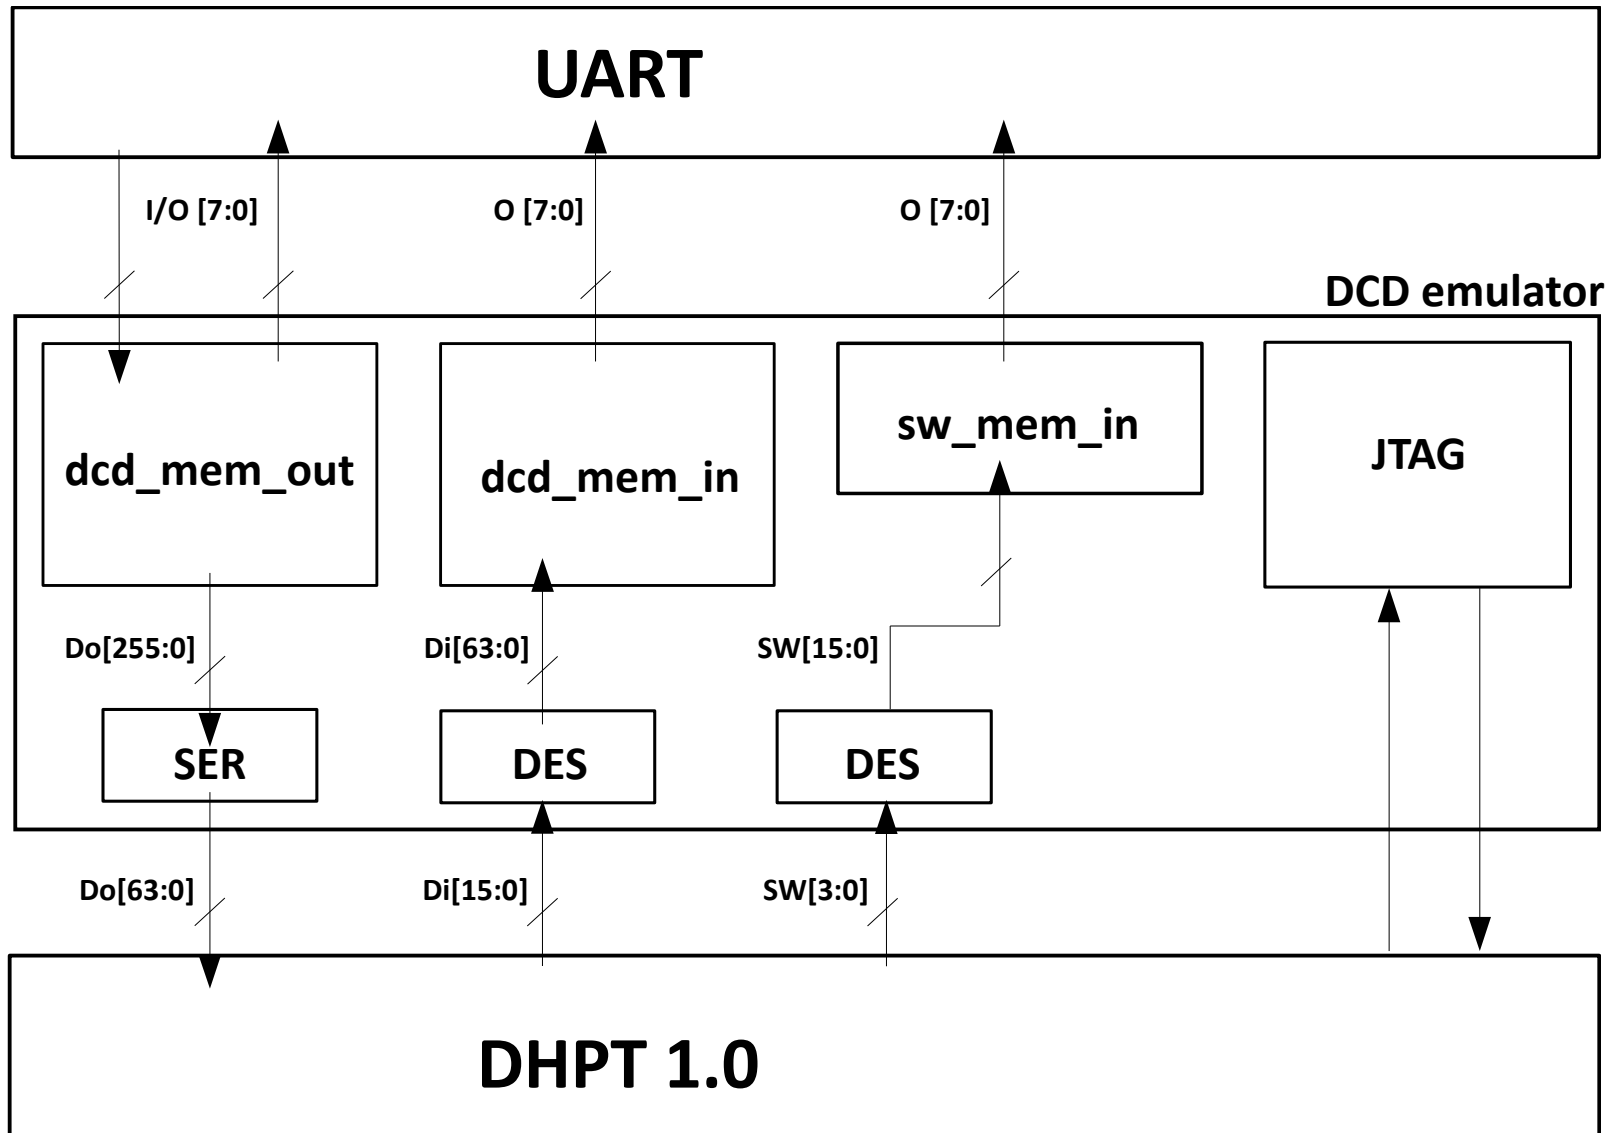 UART
I/O [7:0]
O [7:0]
O [7:0]
DCD emulator
dcd_mem_out
dcd_mem_in
sw_mem_in
JTAG
Do[255:0]
Di[63:0]
SW[15:0]
SER
DES
DES
Do[63:0]
Di[15:0]
SW[3:0]
DHPT 1.0